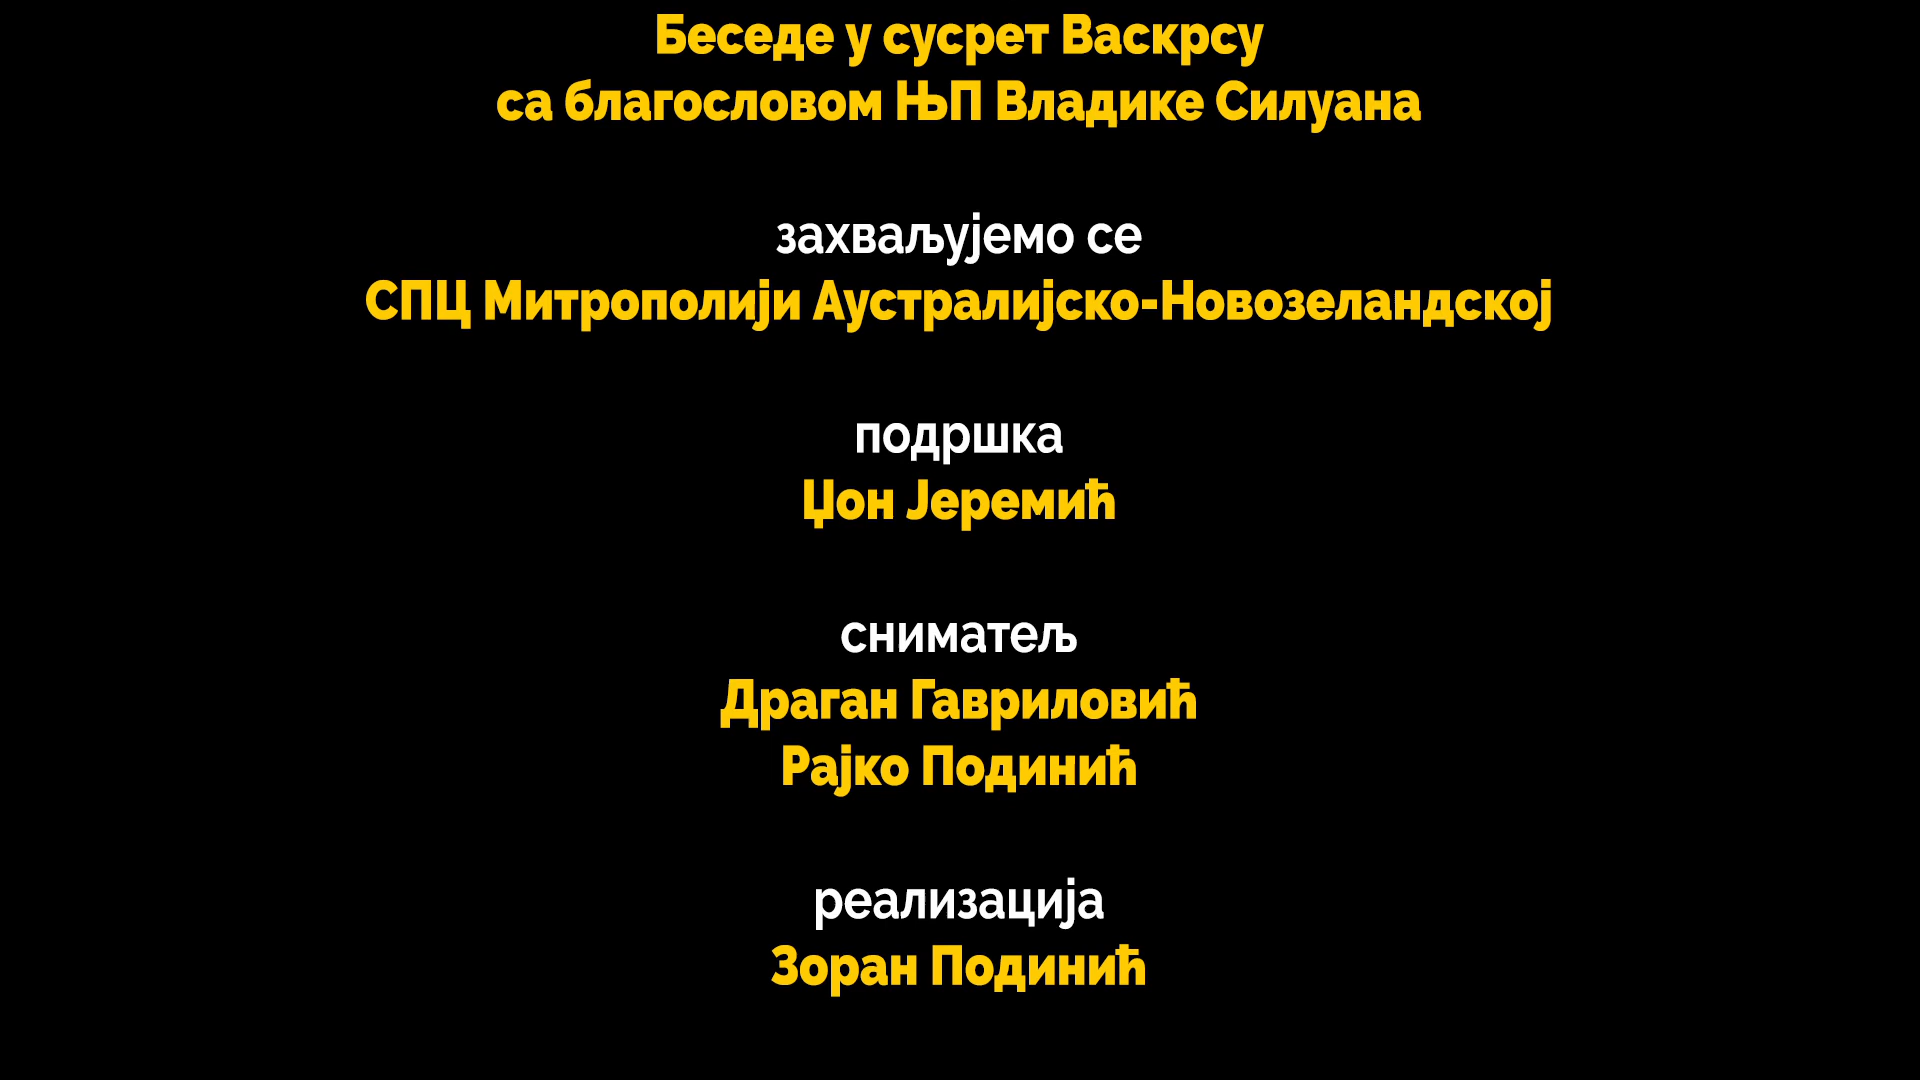 Беседе у сусрет Васкрсу
са благословом ЊП Владике Силуана
захваљујемо се
СПЦ Митрополији Аустралијско-Новозеландској
подршка
Џон Јеремић
сниматељ
Драган Гавриловић
Рајко Подинић
реализација
Зоран Подинић